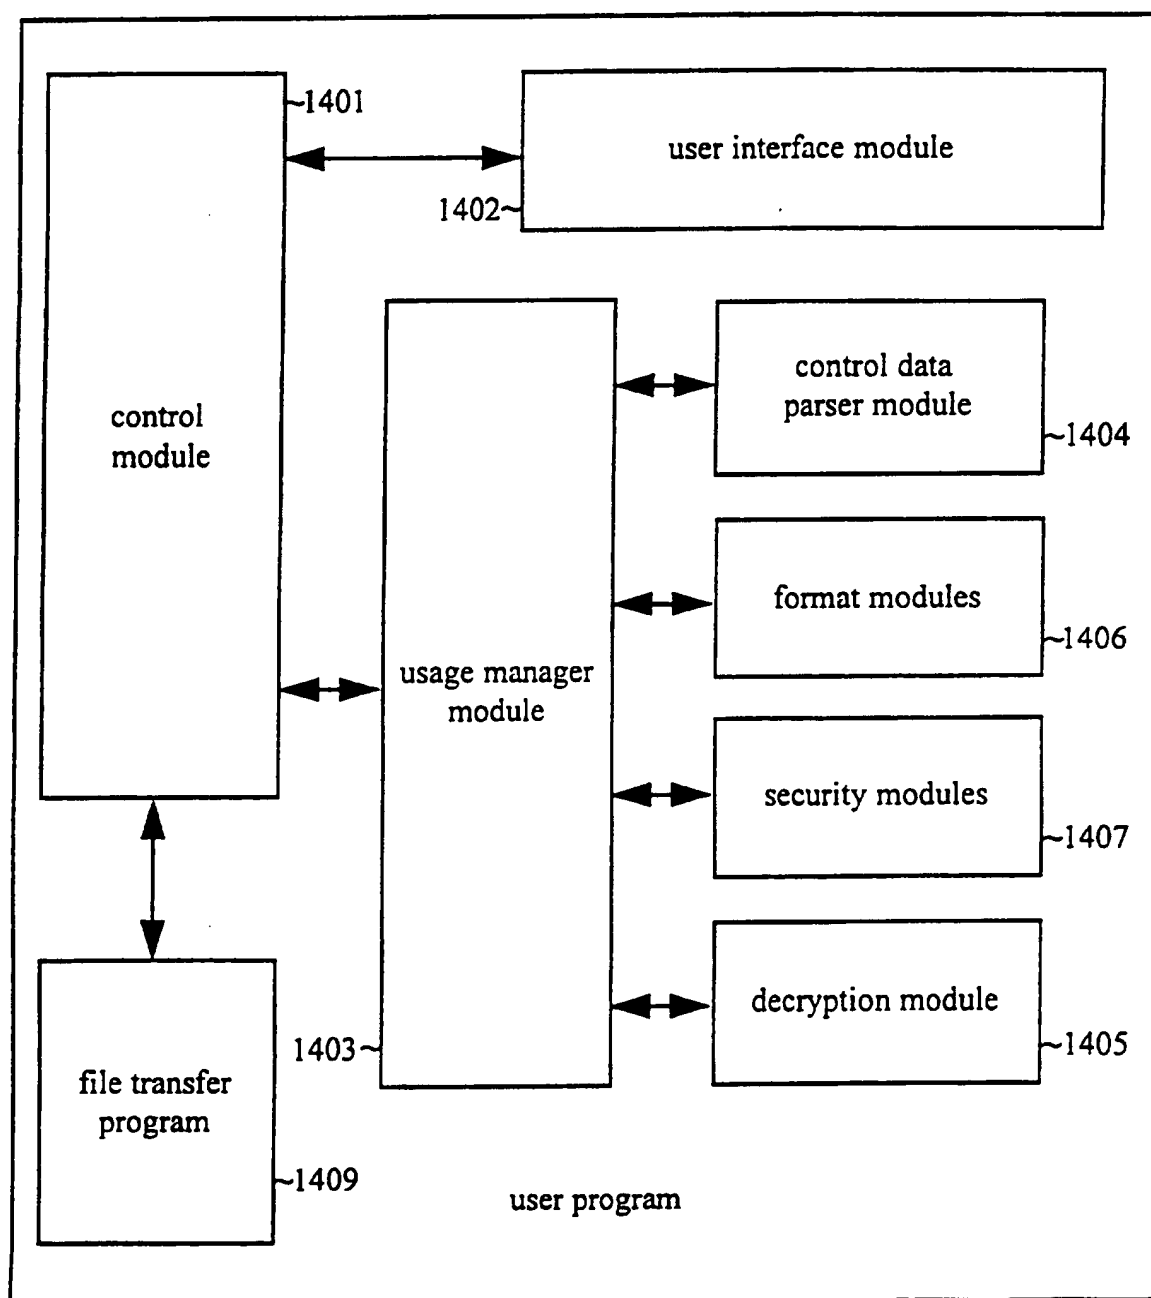 ~1401
user interface module
1402~
control
module
control data
parser module
~1404
format modules
~1406
usage manager
module
security modules
~1407
decryption module
~1405
1403~
file transfer
program
~1409
user program